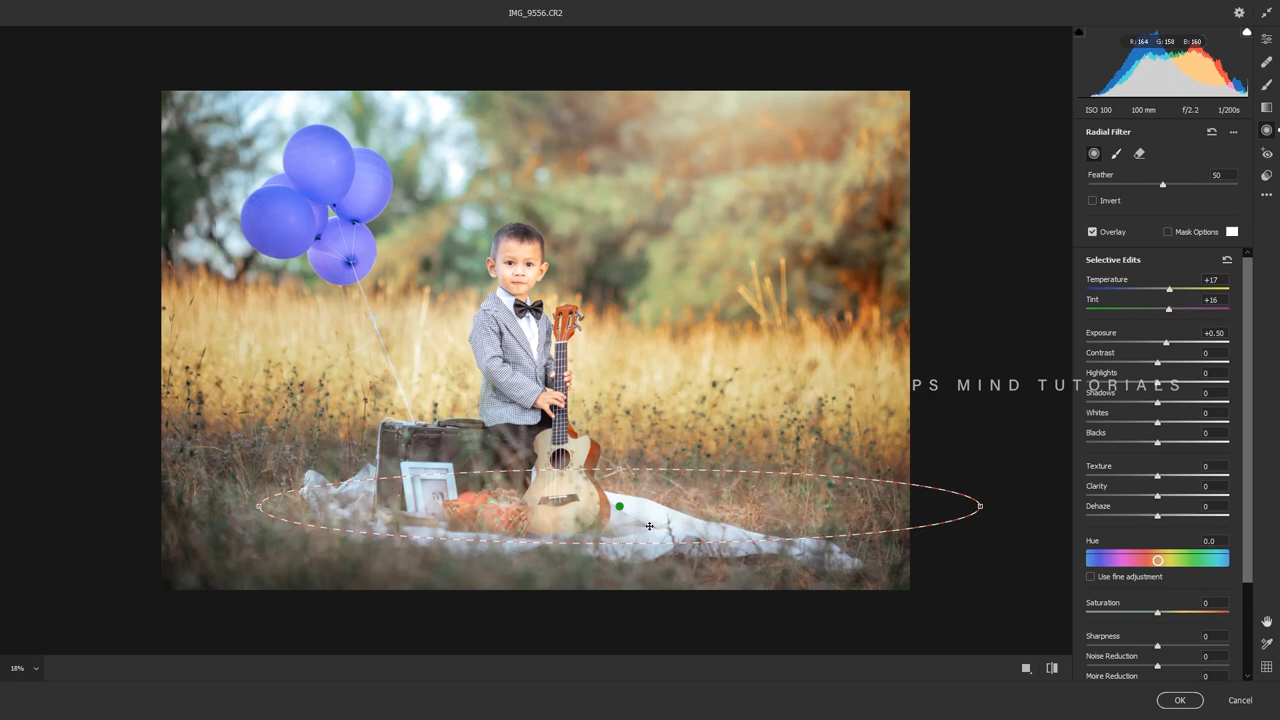 IMG_9556.CR2
R: 164 G: 158 B: 160
ISO 100 100 mm f/2.2 1/200s
Radial Filter
Feather 50
Invert
Overlay Mask Options
Selective Edits
Temperature +17
Tint +16
Exposure +0.50
Contrast 0
Highlights 0
PS MIND TUTORIALS
Shadows 0
Whites 0
Blacks 0
Texture 0
Clarity 0
Dehaze 0
Hue 0.0
Use fine adjustment
Saturation 0
Sharpness 0
Noise Reduction 0
Moire Reduction 0
18%
OK Cancel